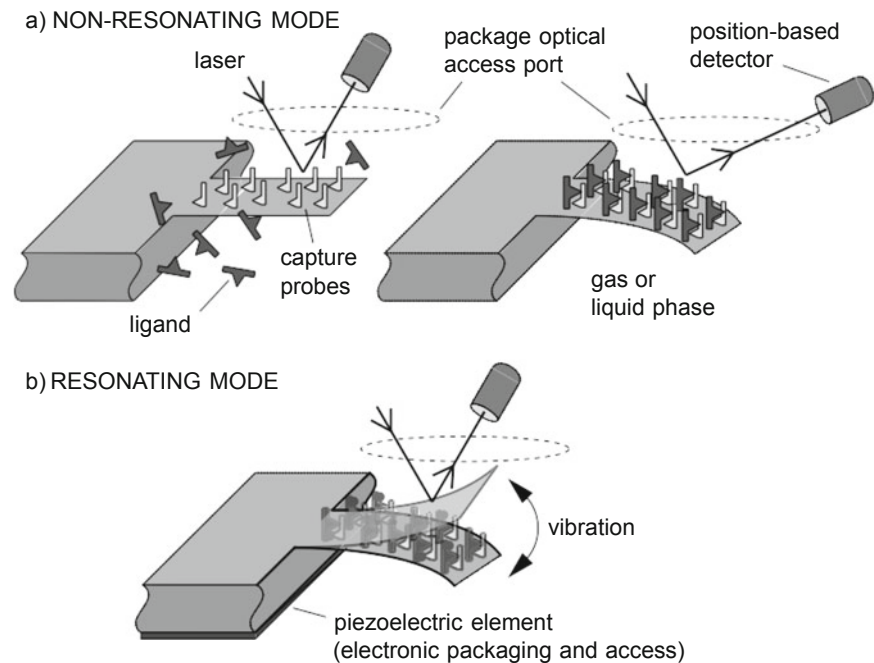 a) NON-RESONATING MODE
laser
package optical
access port
position-based
detector
capture
probes
ligand
gas or
liquid phase
b) RESONATING MODE
vibration
piezoelectric element
(electronic packaging and access)